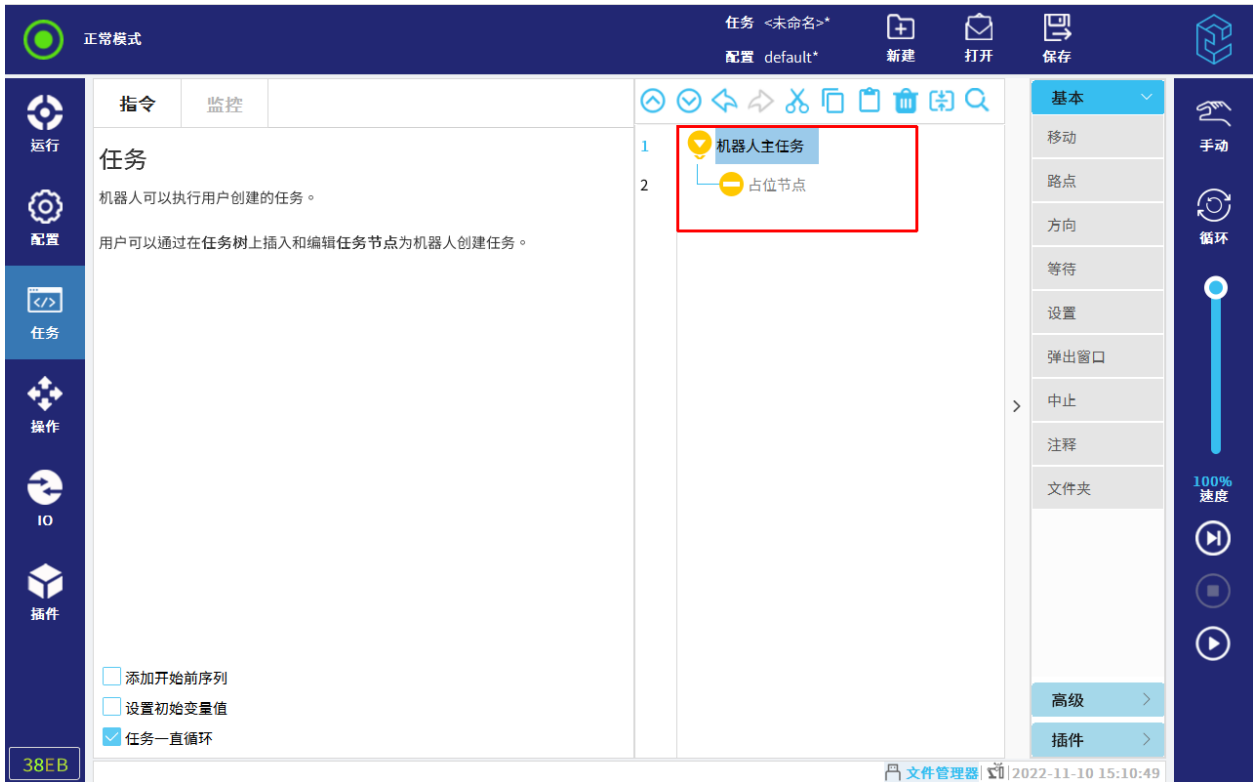 正常模式
任务 <未命名>*
配置 default*
新建
打开
保存
运行
配置
任务
操作
IO
插件
38EB
指令
监控
任务
机器人可以执行用户创建的任务。
用户可以通过在任务树上插入和编辑任务节点为机器人创建任务。
添加开始前序列
设置初始变量值
任务一直循环
1 机器人主任务
2 占位节点
基本
移动
路点
方向
等待
设置
弹出窗口
中止
注释
文件夹
高级
插件
手动
循环
100%
速度
文件管理器 2022-11-10 15:10:49